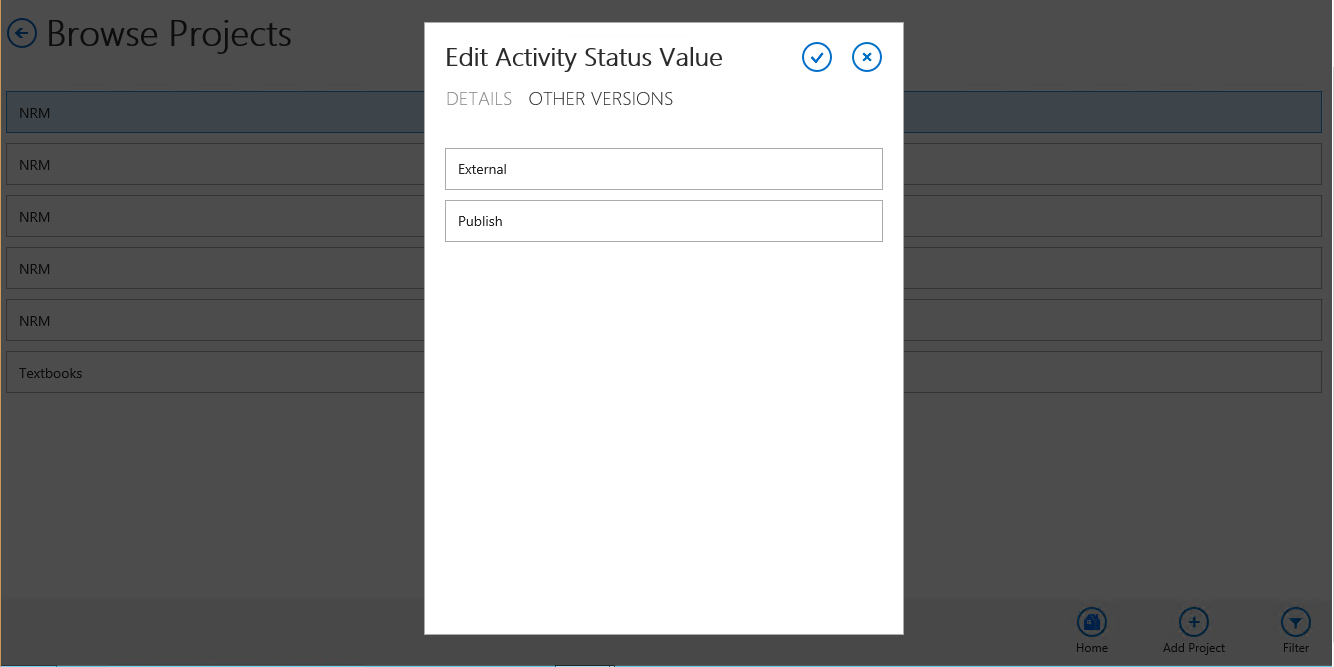 Browse Projects
NRM
NRM
NRM
NRM
NRM
Textbooks
Edit Activity Status Value
DETAILS OTHER VERSIONS
External
Publish
Home Add Project Filter